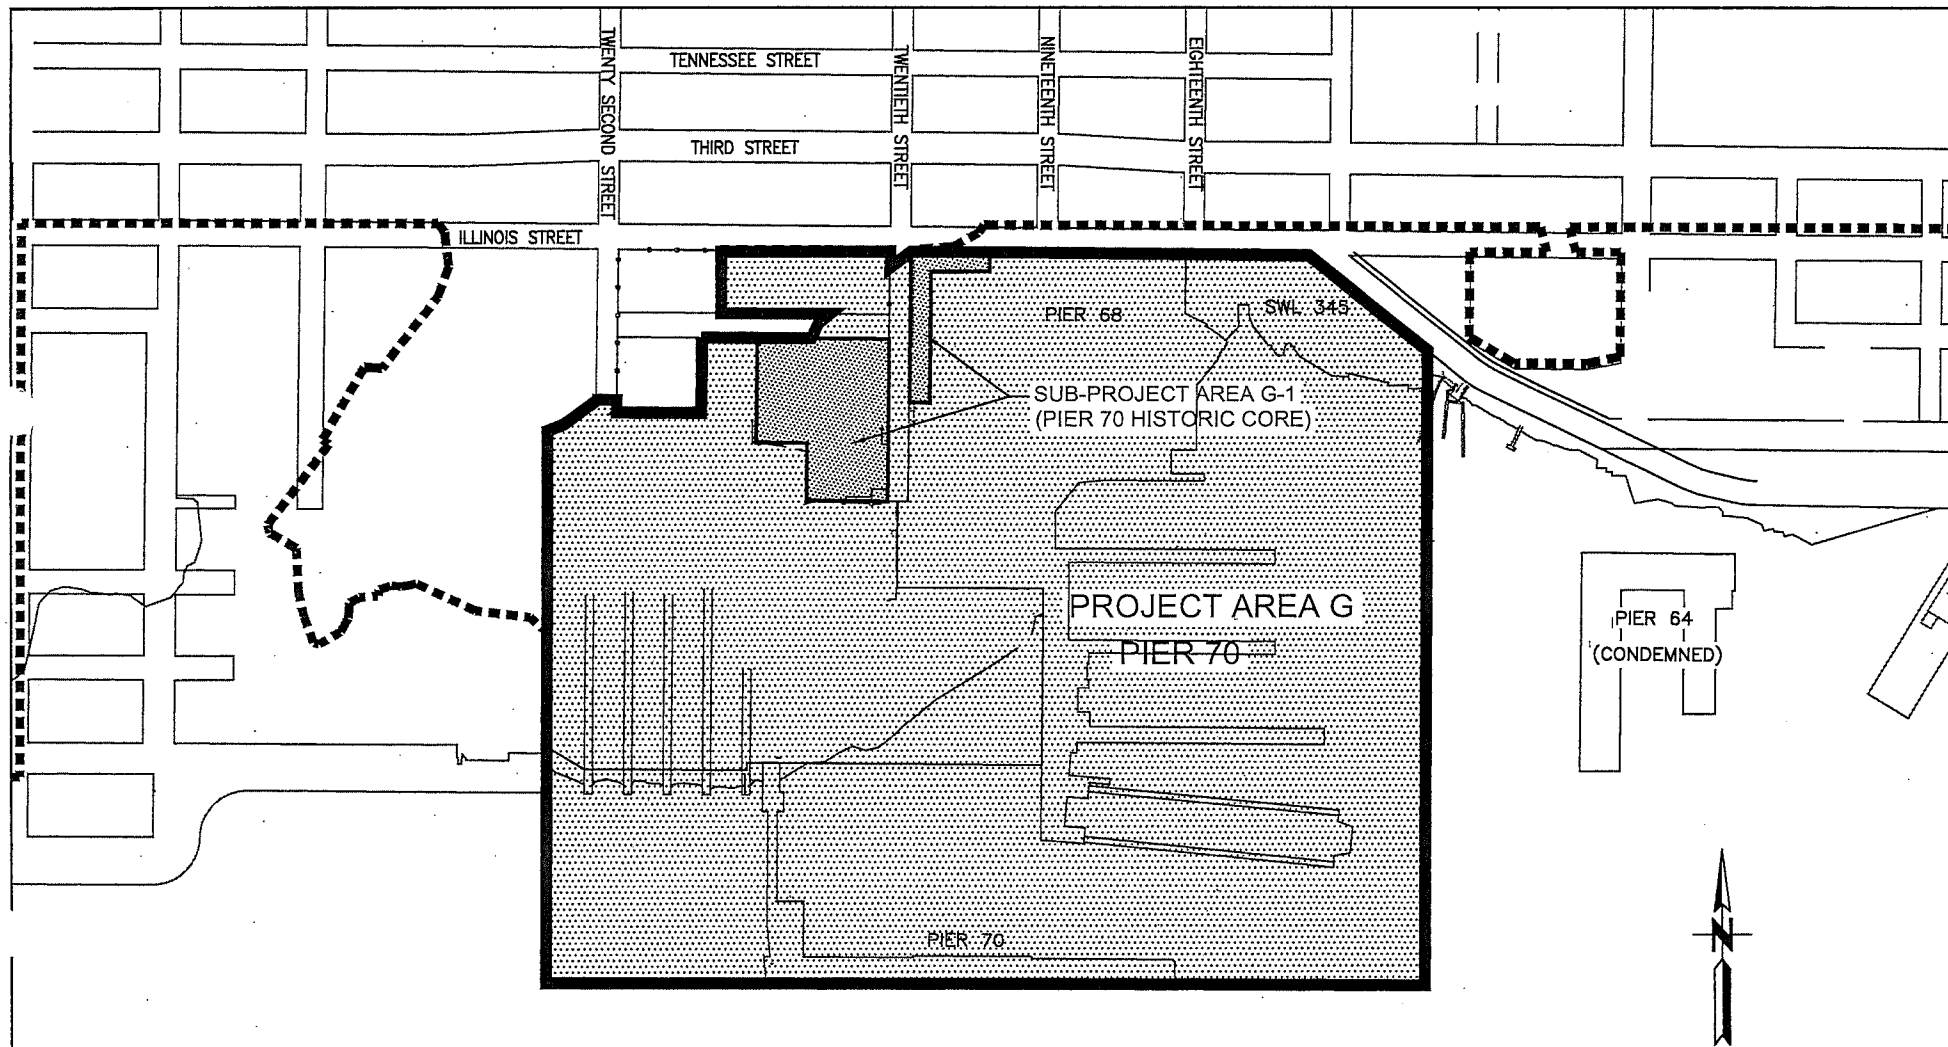 TENNESSEE STREET
THIRD STREET
ILLINOIS STREET
TWENTY SECOND STREET
TWENTIETH STREET
NINETEENTH STREET
EIGHTEENTH STREET
PIER 68
SWL 345
SUB-PROJECT AREA G-1
(PIER 70 HISTORIC CORE)
PROJECT AREA G
PIER 70
PIER 64
(CONDEMNED)
PIER 70
N